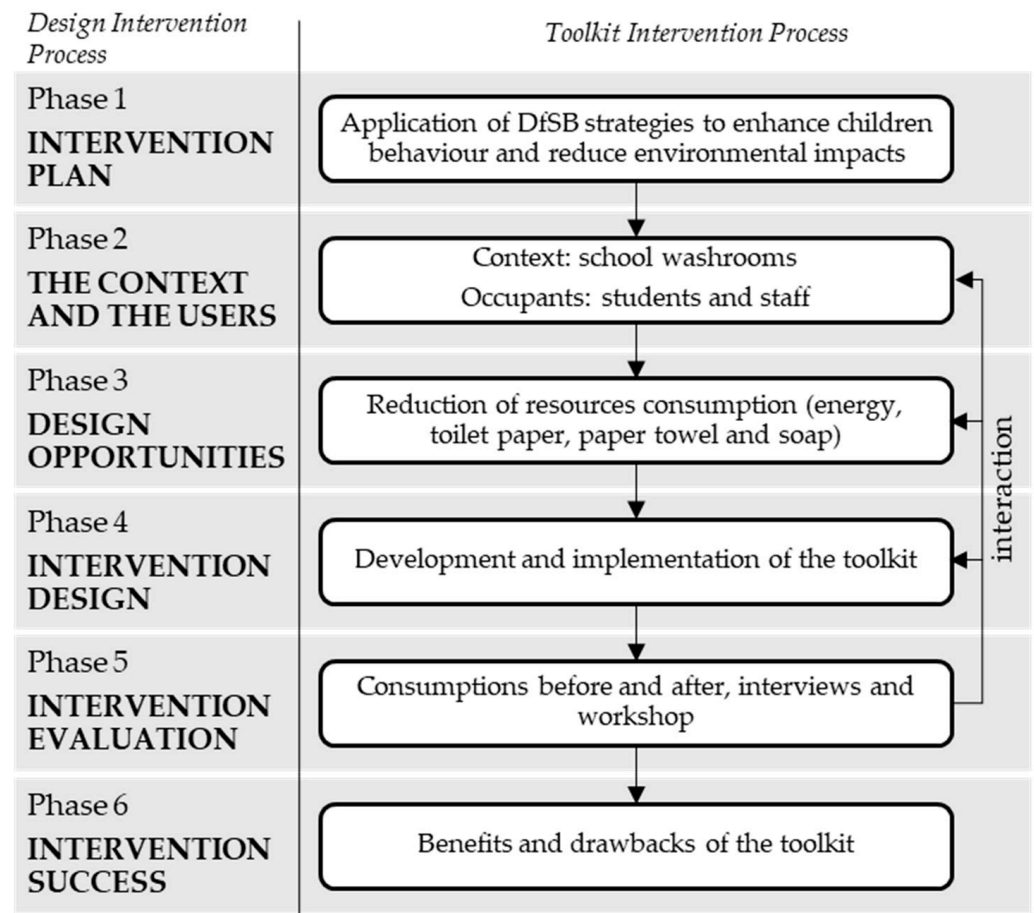 Design Intervention
Process
Toolkit Intervention Process
Phase 1
INTERVENTION
PLAN
Application of DfSB strategies to enhance children
behaviour and reduce environmental impacts
Phase 2
THE CONTEXT
AND THE USERS
Context: school washrooms
Occupants: students and staff
Phase 3
DESIGN
OPPORTUNITIES
Reduction of resources consumption (energy,
toilet paper, paper towel and soap)
Phase 4
INTERVENTION
DESIGN
Development and implementation of the toolkit
Phase 5
INTERVENTION
EVALUATION
Consumptions before and after, interviews and
workshop
Phase 6
INTERVENTION
SUCCESS
Benefits and drawbacks of the toolkit
interaction